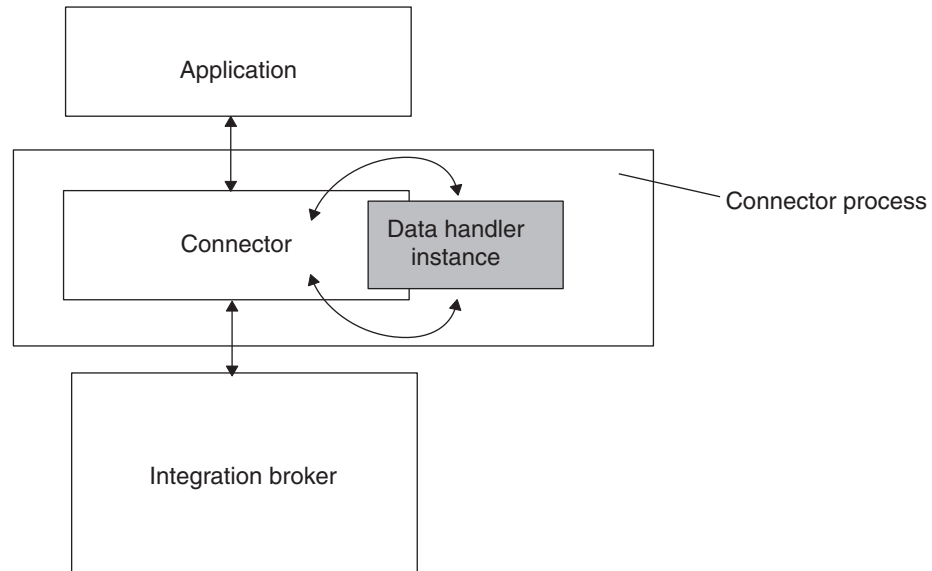 Application
Connector process
Connector
Data handler
instance
Integration broker